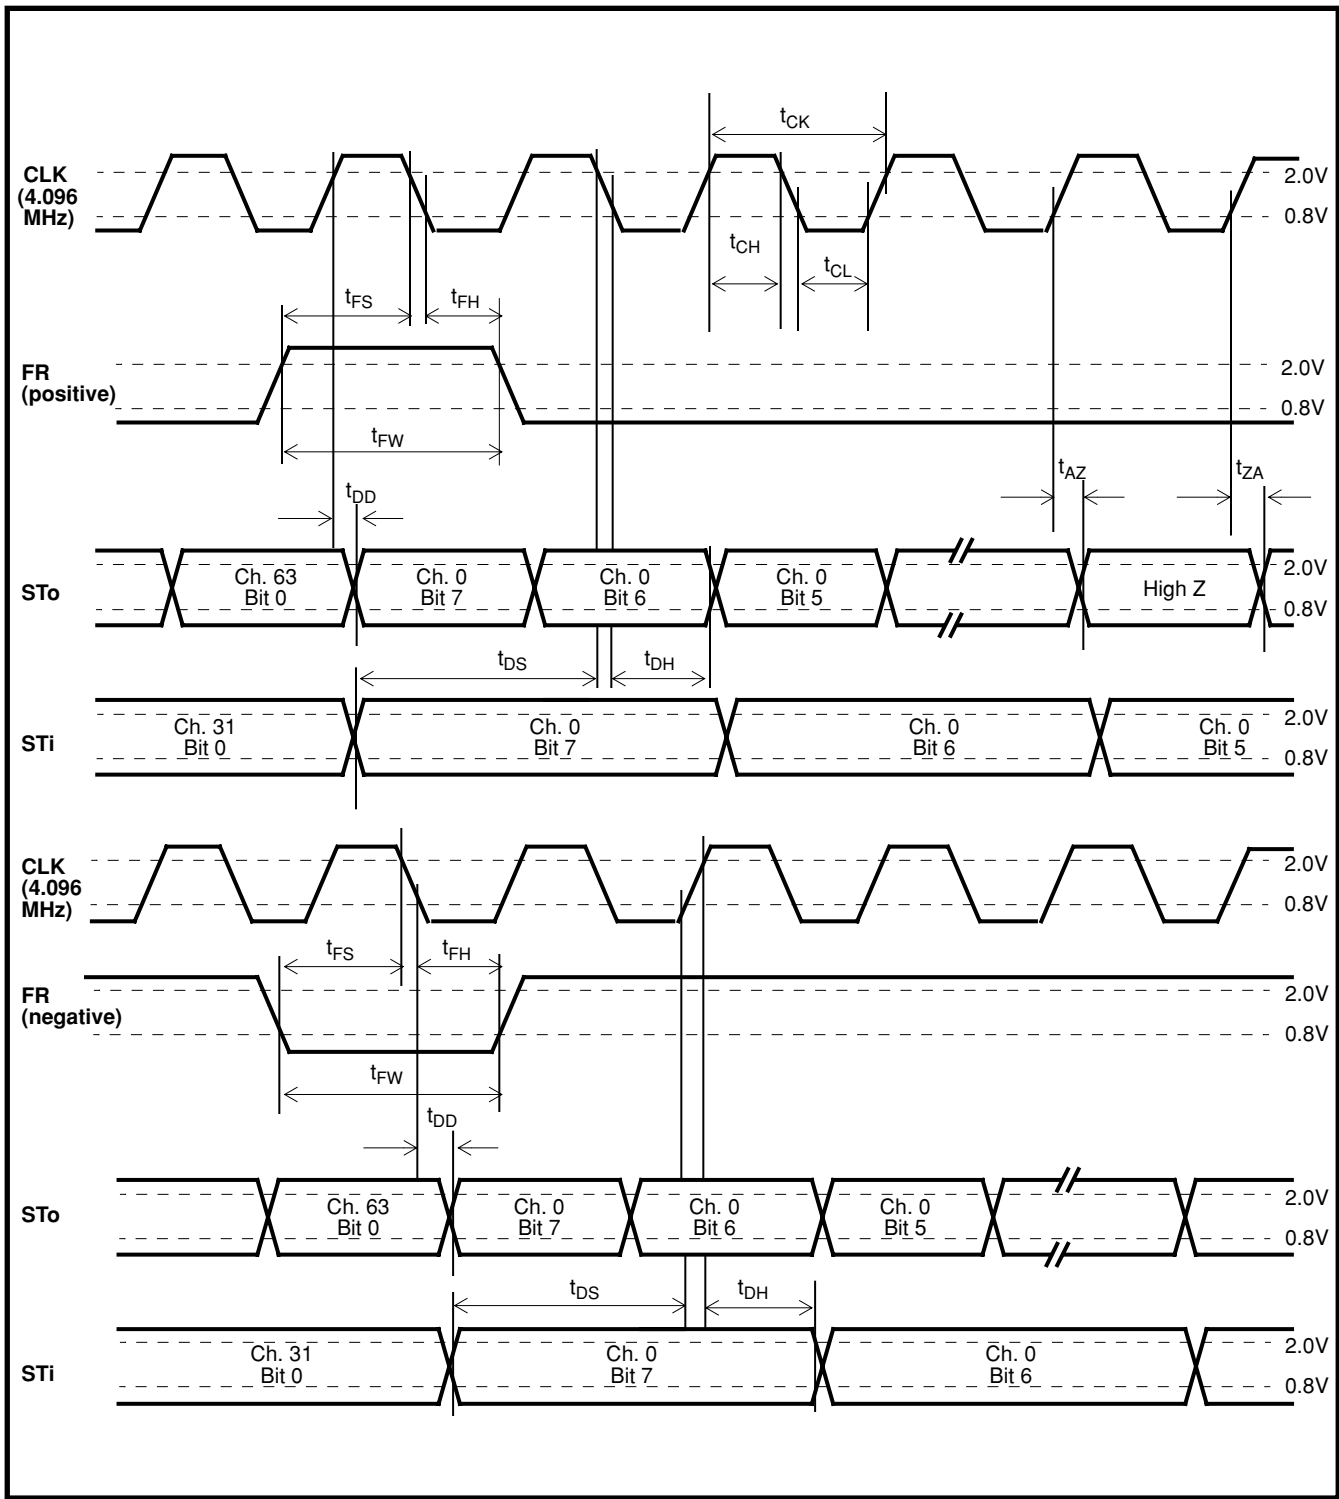 tCK
CLK
(4.096
MHz)
2.0V
0.8V
tCH
tCL
tFS
tFH
FR
(positive)
2.0V
0.8V
tFW
tAZ
tZA
tDD
STo
Ch. 63
Bit 0
Ch. 0
Bit 7
Ch. 0
Bit 6
Ch. 0
Bit 5
High Z
2.0V
0.8V
tDS
tDH
STi
Ch. 31
Bit 0
Ch. 0
Bit 7
Ch. 0
Bit 6
Ch. 0
Bit 5
2.0V
0.8V
CLK
(4.096
MHz)
2.0V
0.8V
tFS
tFH
FR
(negative)
2.0V
0.8V
tFW
tDD
STo
Ch. 63
Bit 0
Ch. 0
Bit 7
Ch. 0
Bit 6
Ch. 0
Bit 5
2.0V
0.8V
tDS
tDH
STi
Ch. 31
Bit 0
Ch. 0
Bit 7
Ch. 0
Bit 6
2.0V
0.8V